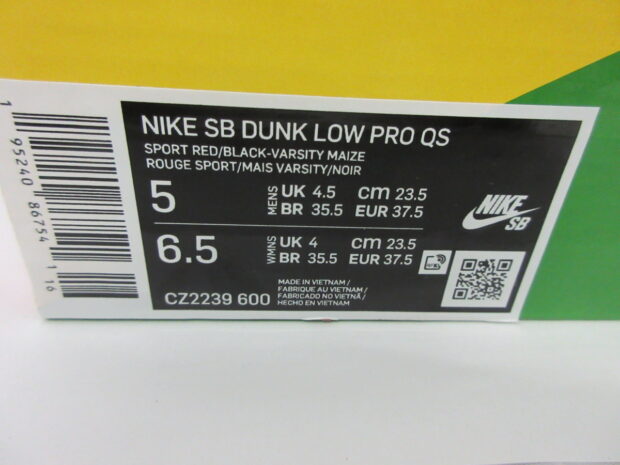 NIKE SB DUNK LOW PRO QS
SPORT RED/BLACK-VARSITY MAIZE
ROUGE SPORT/MAIS VARSITY/NOIR
5 MENS UK 4.5 cm 23.5
BR 35.5 EUR 37.5
6.5 WMNS UK 4 cm 23.5
BR 35.5 EUR 37.5
NIKE
SB
CZ2239 600
MADE IN VIETNAM /
FABRIQUE AU VIETNAM /
FABRICADO NO VIETNÃ /
HECHO EN VIETNAM
1 95240 86754 1 16